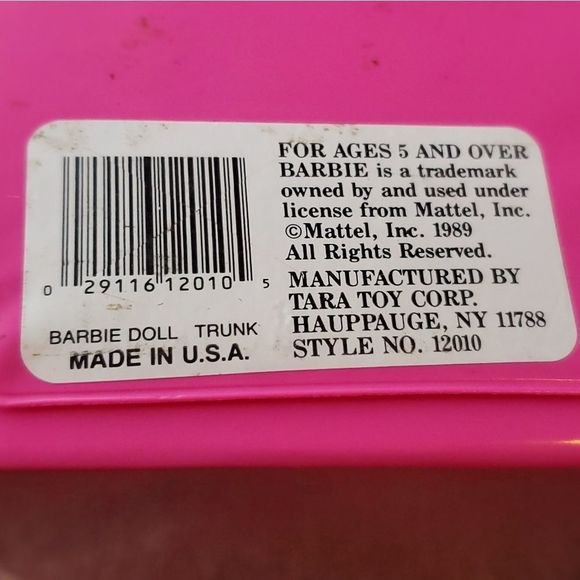 0 29116 12010 5
BARBIE DOLL TRUNK
MADE IN U.S.A.
FOR AGES 5 AND OVER
BARBIE is a trademark
owned by and used under
license from Mattel, Inc.
©Mattel, Inc. 1989
All Rights Reserved.
MANUFACTURED BY
TARA TOY CORP.
HAUPPAUGE, NY 11788
STYLE NO. 12010